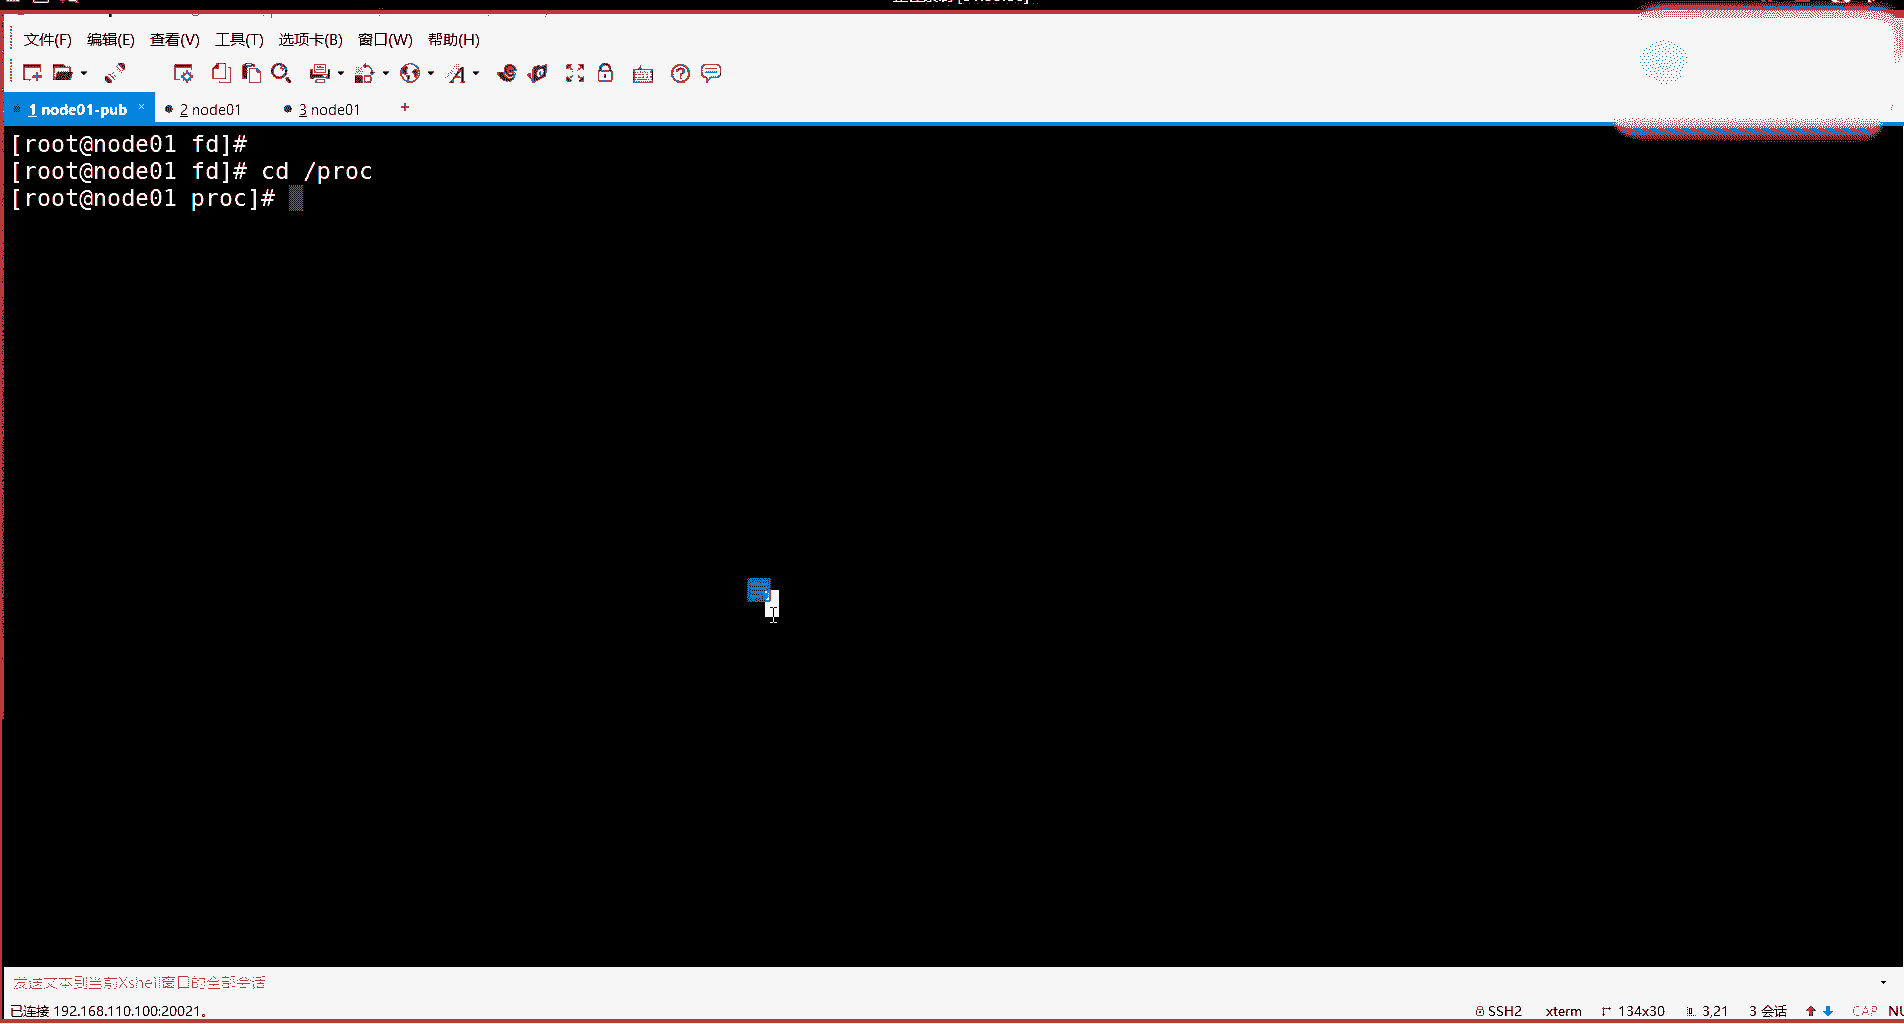 文件(F) 编辑(E) 查看(V) 工具(T) 选项卡(B) 窗口(W) 帮助(H)
1 node01-pub × 2 node01 3 node01 +
[root@node01 fd]#
[root@node01 fd]# cd /proc
[root@node01 proc]#
发送文本到当前Xshell窗口的全部会话
已连接 192.168.110.100:20021。 SSH2 xterm 134x30 3,21 3 会话 CAP